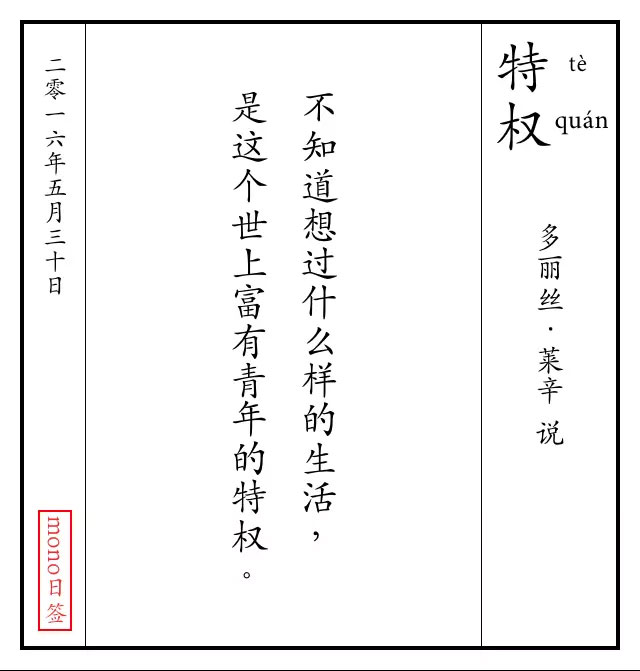 特权
tè
quán
多丽丝·莱辛 说
不知道想过什么样的生活，
是这个世上富有青年的特权。
二零一六年五月三十日
mono日签